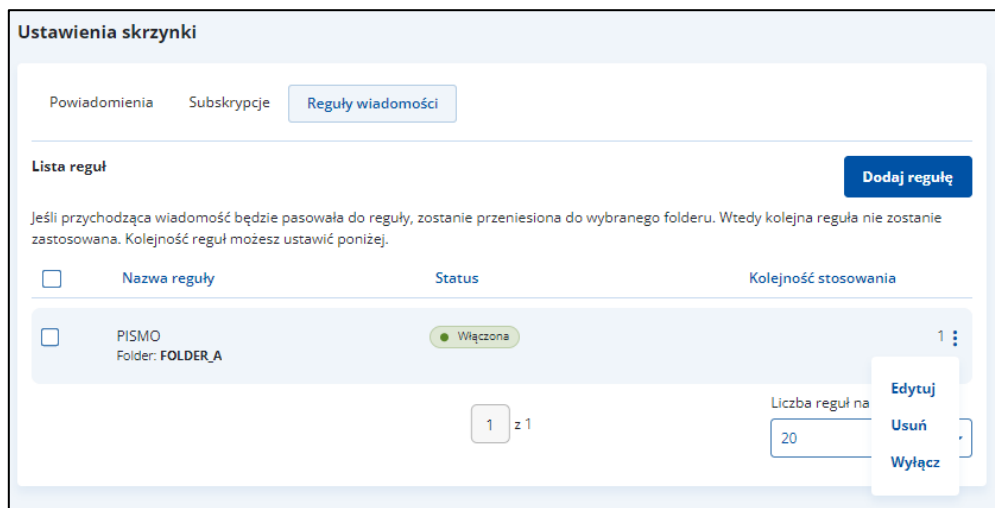 Ustawienia skrzynki
Powiadomienia Subskrypcje Reguły wiadomości
Lista reguł
Dodaj regułę
Jeśli przychodząca wiadomość będzie pasowała do reguły, zostanie przeniesiona do wybranego folderu. Wtedy kolejna reguła nie zostanie
zastosowana. Kolejność reguł możesz ustawić poniżej.
Nazwa reguły Status Kolejność stosowania
PISMO Włączona 1
Folder: FOLDER_A
Edytuj
Liczba reguł na
1 z 1
Usuń
20
Wyłącz